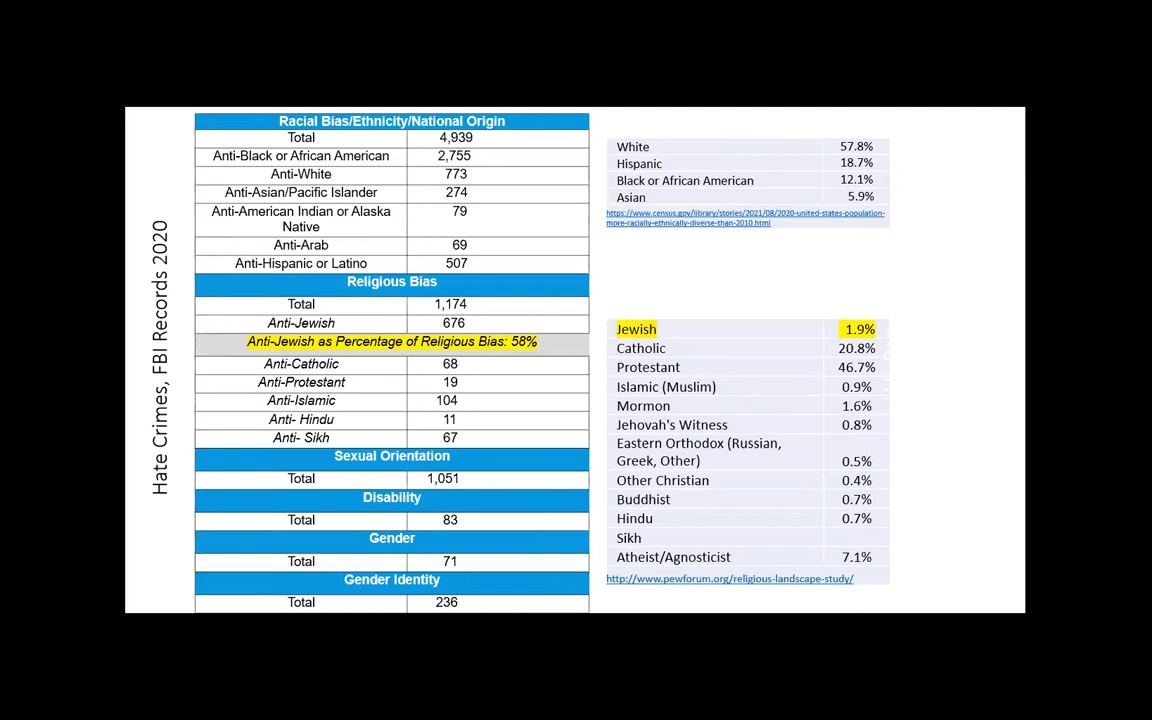 Hate Crimes, FBI Records 2020
Racial Bias/Ethnicity/National Origin
Total 4,939
Anti-Black or African American 2,755
Anti-White 773
Anti-Asian/Pacific Islander 274
Anti-American Indian or Alaska 79
Native
Anti-Arab 69
Anti-Hispanic or Latino 507
Religious Bias
Total 1,174
Anti-Jewish 676
Anti-Jewish as Percentage of Religious Bias: 58%
Anti-Catholic 68
Anti-Protestant 19
Anti-Islamic 104
Anti- Hindu 11
Anti- Sikh 67
Sexual Orientation
Total 1,051
Disability
Total 83
Gender
Total 71
Gender Identity
Total 236
White 57.8%
Hispanic 18.7%
Black or African American 12.1%
Asian 5.9%
https://www.census.gov/library/stories/2021/08/2020-united-states-population-
more-racially-ethnically-diverse-than-2010.html
Jewish 1.9%
Catholic 20.8%
Protestant 46.7%
Islamic (Muslim) 0.9%
Mormon 1.6%
Jehovah's Witness 0.8%
Eastern Orthodox (Russian,
Greek, Other) 0.5%
Other Christian 0.4%
Buddhist 0.7%
Hindu 0.7%
Sikh
Atheist/Agnosticist 7.1%
http://www.pewforum.org/religious-landscape-study/